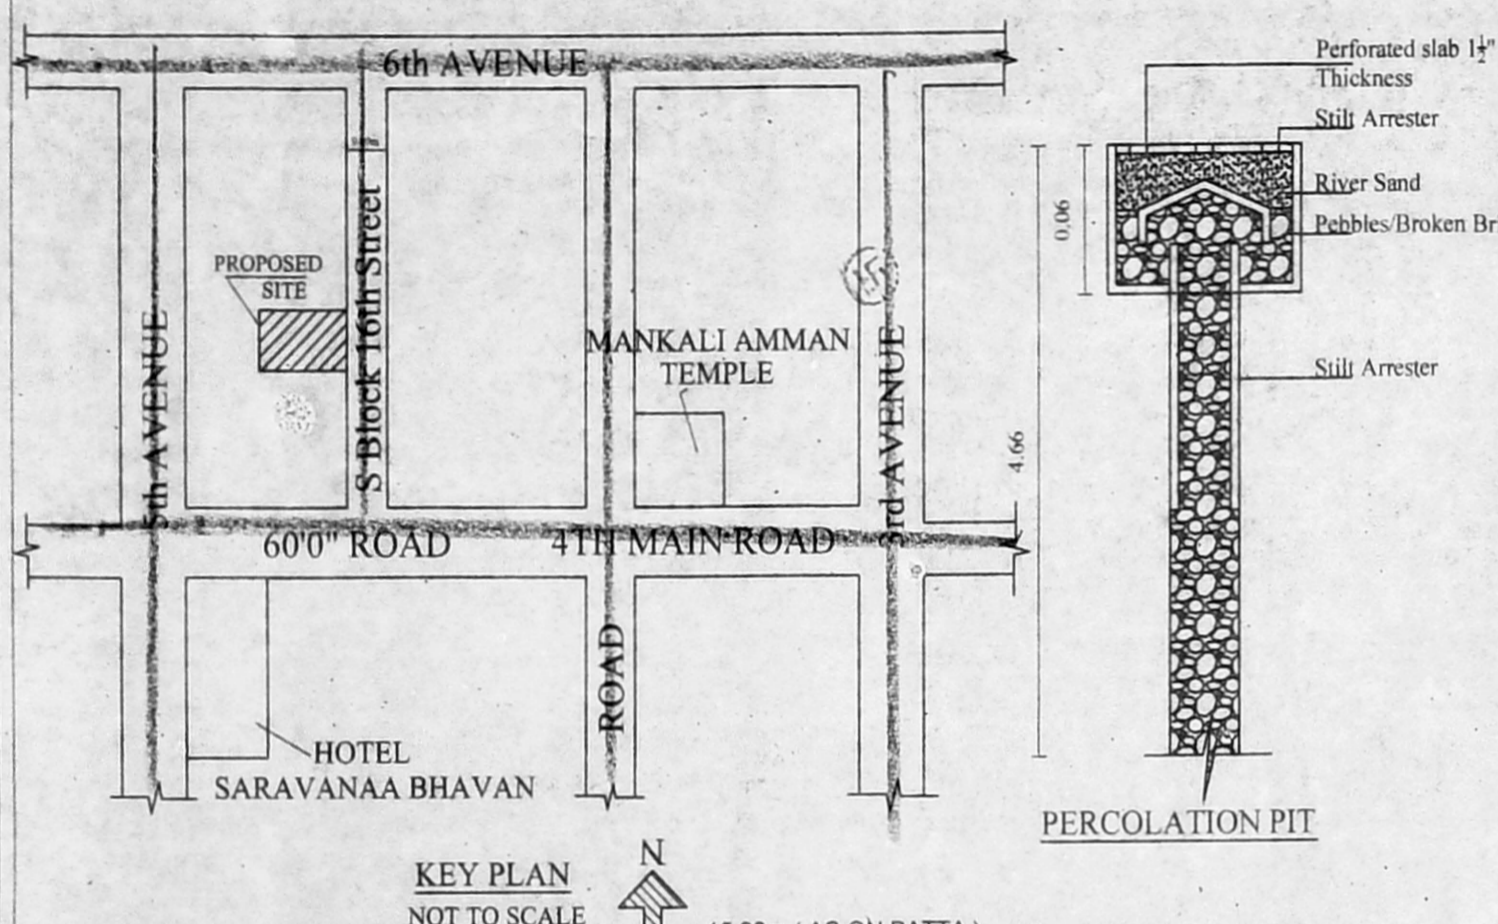 6th AVENUE
Perforated slab 1½"
Thickness
Stilt Arrester
River Sand
Pebbles/Broken Br
0.06
PROPOSED
SITE
S Block 16th Street
5th AVENUE
MANKALI AMMAN
TEMPLE
3rd AVENUE
Stilt Arrester
4.66
60'0" ROAD
4TH MAIN ROAD
ROAD
HOTEL
SARAVANAA BHAVAN
PERCOLATION PIT
KEY PLAN
NOT TO SCALE
N
N